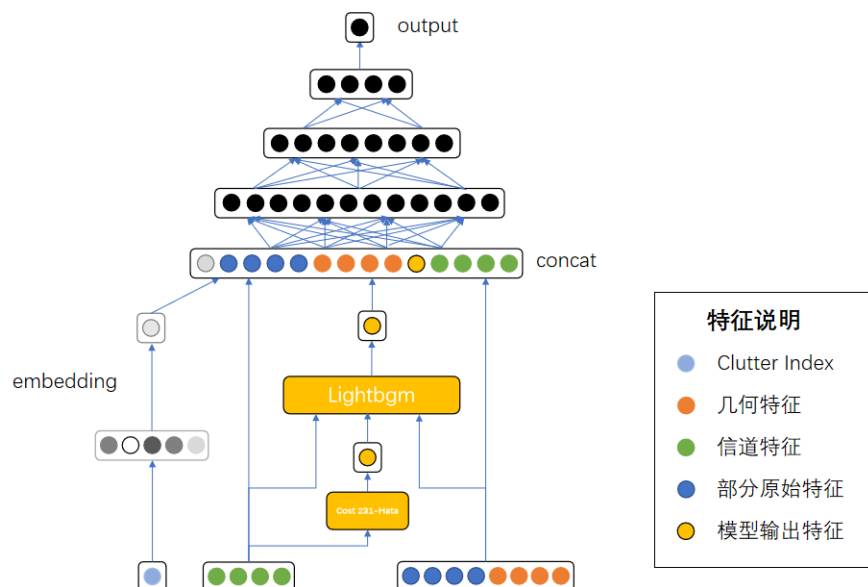 output
concat
embedding
Lightbgm
Cost 231-Hata
特征说明
Clutter Index
几何特征
信道特征
部分原始特征
模型输出特征